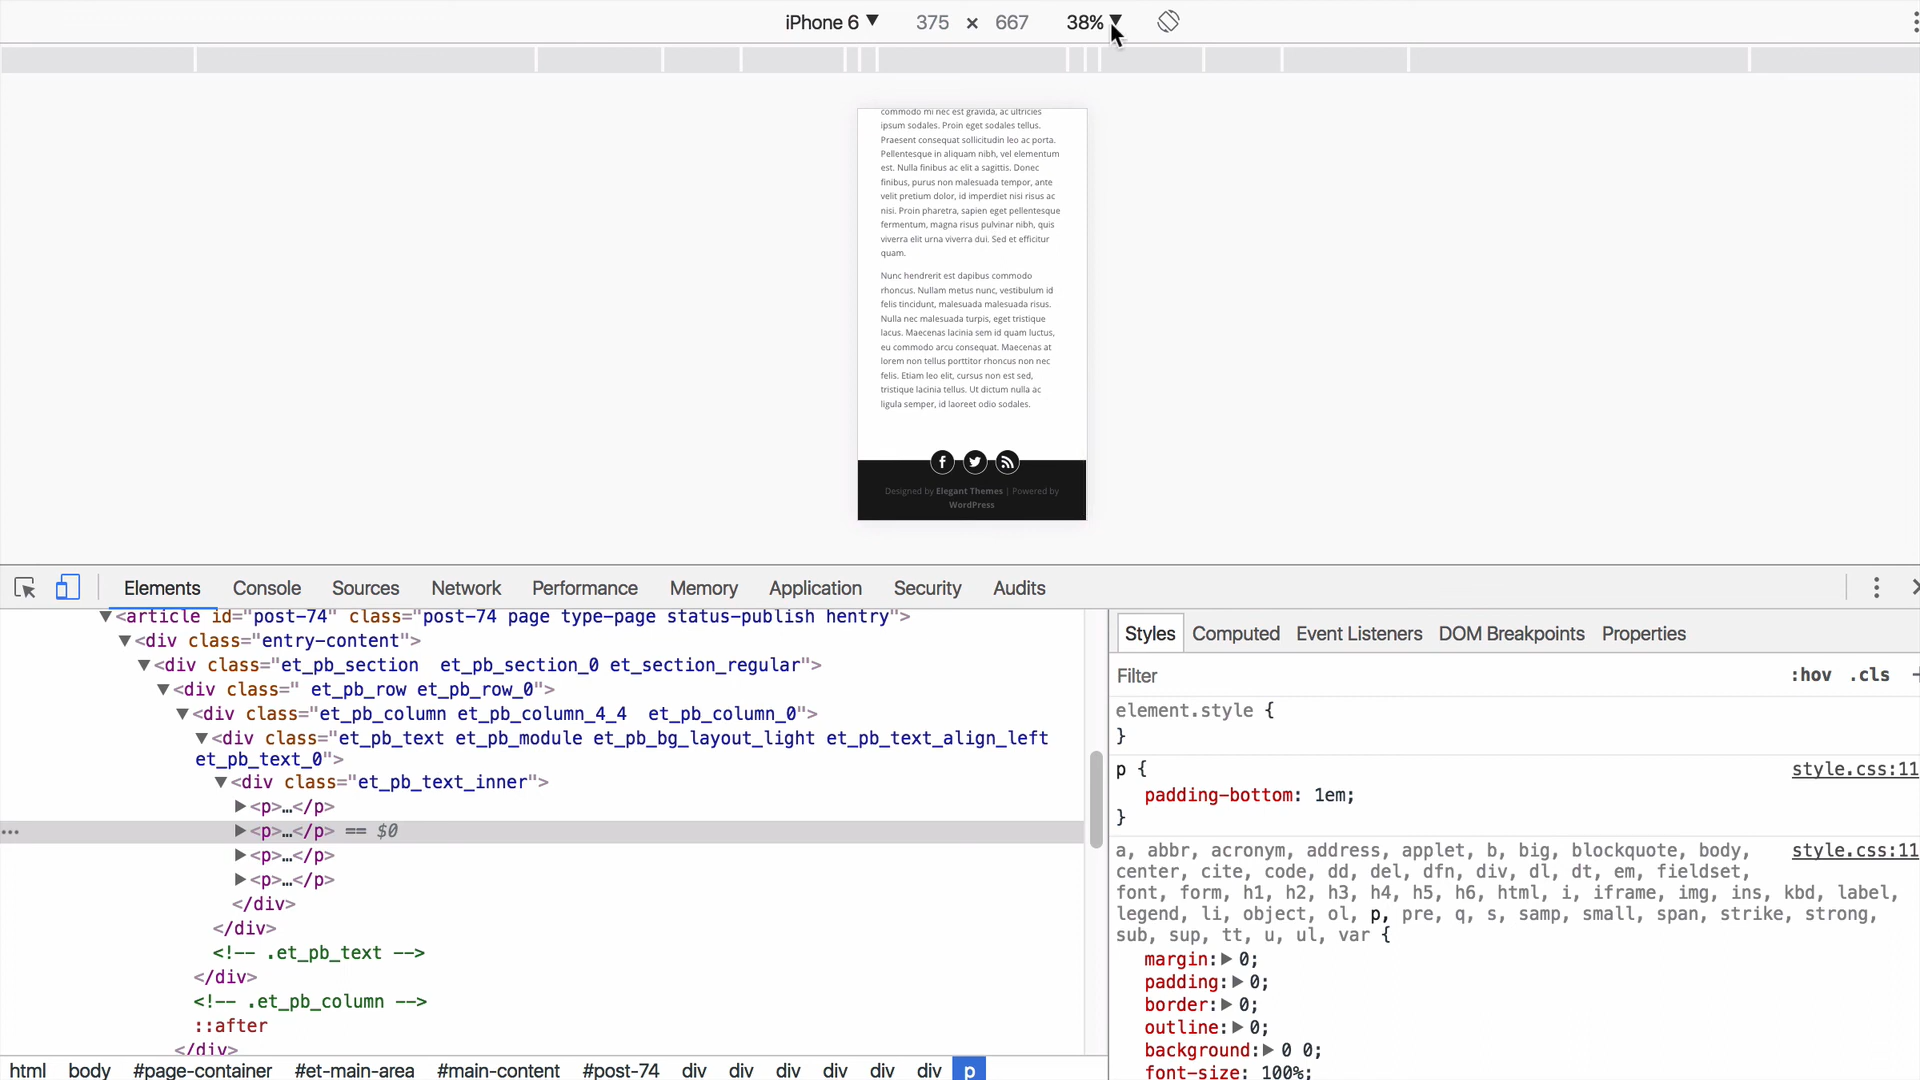 iPhone 6 ▼ 375 × 667 38% ▼
commodo mi nec est gravida, ac ultricies
ipsum sodales. Proin eget sodales tellus.
Praesent consequat sollicitudin leo ac porta.
Pellentesque in aliquam nibh, vel elementum
est. Nulla finibus ac elit a sagittis. Donec
finibus, purus non malesuada tempor, ante
velit pretium dolor, id imperdiet nisi risus ac
nisi. Proin pharetra, sapien eget pellentesque
fermentum, magna risus pulvinar nibh, quis
viverra elit urna viverra dui. Sed et efficitur
quam.
Nunc hendrerit est dapibus commodo
rhoncus. Nullam metus nunc, vestibulum id
felis tincidunt, malesuada malesuada risus.
Nulla nec malesuada turpis, eget tristique
lacus. Maecenas lacinia sem id quam luctus,
eu commodo arcu consequat. Maecenas at
lorem non tellus porttitor rhoncus non nec
felis. Etiam leo elit, cursus non est sed,
tristique lacinia tellus. Ut dictum nulla ac
ligula semper, id laoreet odio sodales.
Designed by Elegant Themes | Powered by
WordPress
Elements Console Sources Network Performance Memory Application Security Audits
▼<article id="post-74" class="post-74 page type-page status-publish hentry">
▼<div class="entry-content">
▼<div class="et_pb_section  et_pb_section_0 et_section_regular">
▼<div class=" et_pb_row et_pb_row_0">
▼<div class="et_pb_column et_pb_column_4_4  et_pb_column_0">
▼<div class="et_pb_text et_pb_module et_pb_bg_layout_light et_pb_text_align_left
et_pb_text_0">
▼<div class="et_pb_text_inner">
▶<p>…</p>
… ▶<p>…</p> == $0
▶<p>…</p>
▶<p>…</p>
</div>
</div>
<!-- .et_pb_text -->
</div>
<!-- .et_pb_column -->
::after
</div>
html body #page-container #et-main-area #main-content #post-74 div div div div div div p
Styles Computed Event Listeners DOM Breakpoints Properties
Filter :hov .cls +
element.style {
}
p { style.css:11
padding-bottom: 1em;
}
a, abbr, acronym, address, applet, b, big, blockquote, body, style.css:11
center, cite, code, dd, del, dfn, div, dl, dt, em, fieldset,
font, form, h1, h2, h3, h4, h5, h6, html, i, iframe, img, ins, kbd, label,
legend, li, object, ol, p, pre, q, s, samp, small, span, strike, strong,
sub, sup, tt, u, ul, var {
margin:▶0;
padding:▶0;
border:▶0;
outline:▶0;
background:▶0 0;
font-size: 100%;